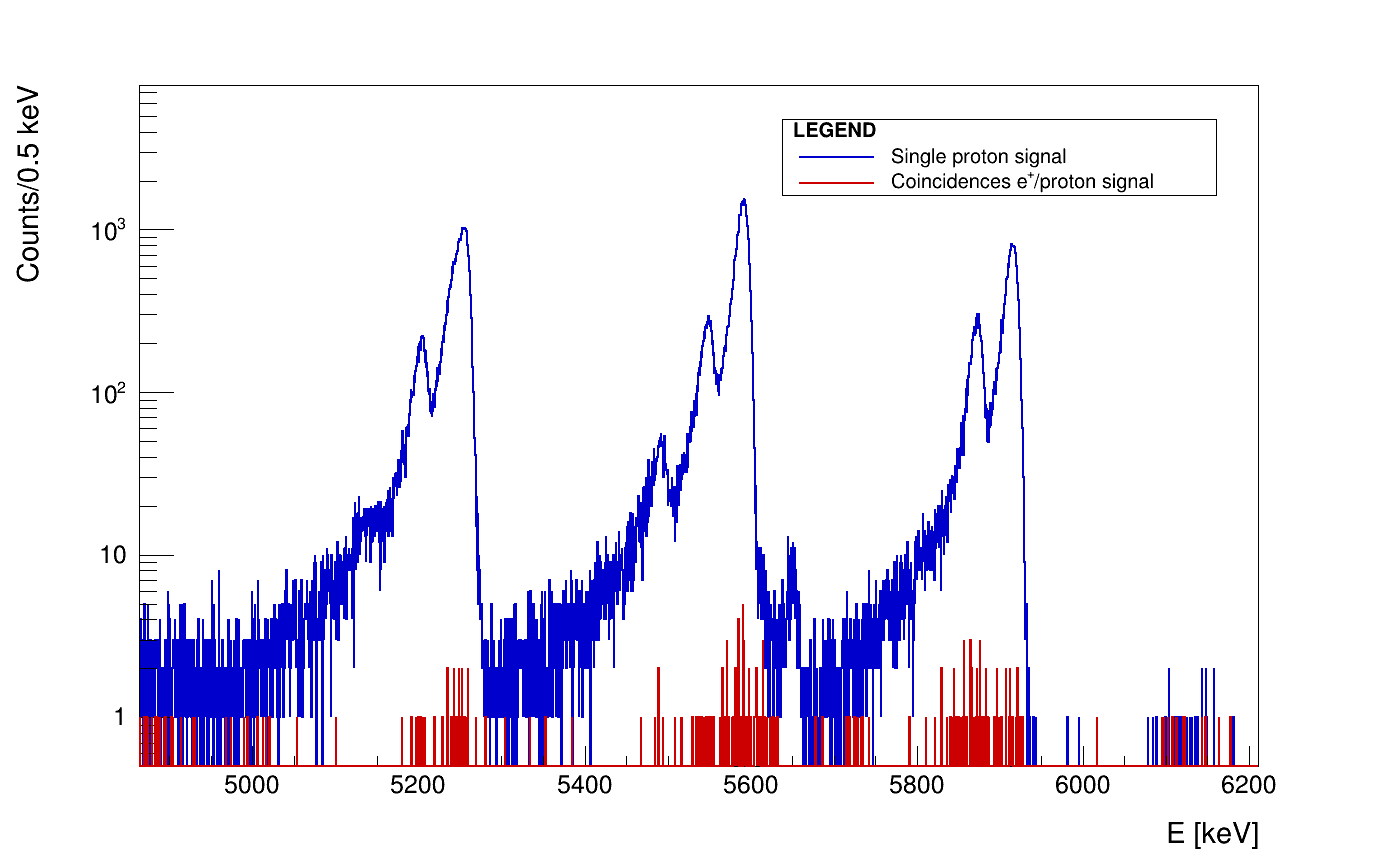 Counts/0.5 keV
LEGEND
Single proton signal
Coincidences e⁺/proton signal
10³
10²
10
1
5000 5200 5400 5600 5800 6000 6200
E [keV]